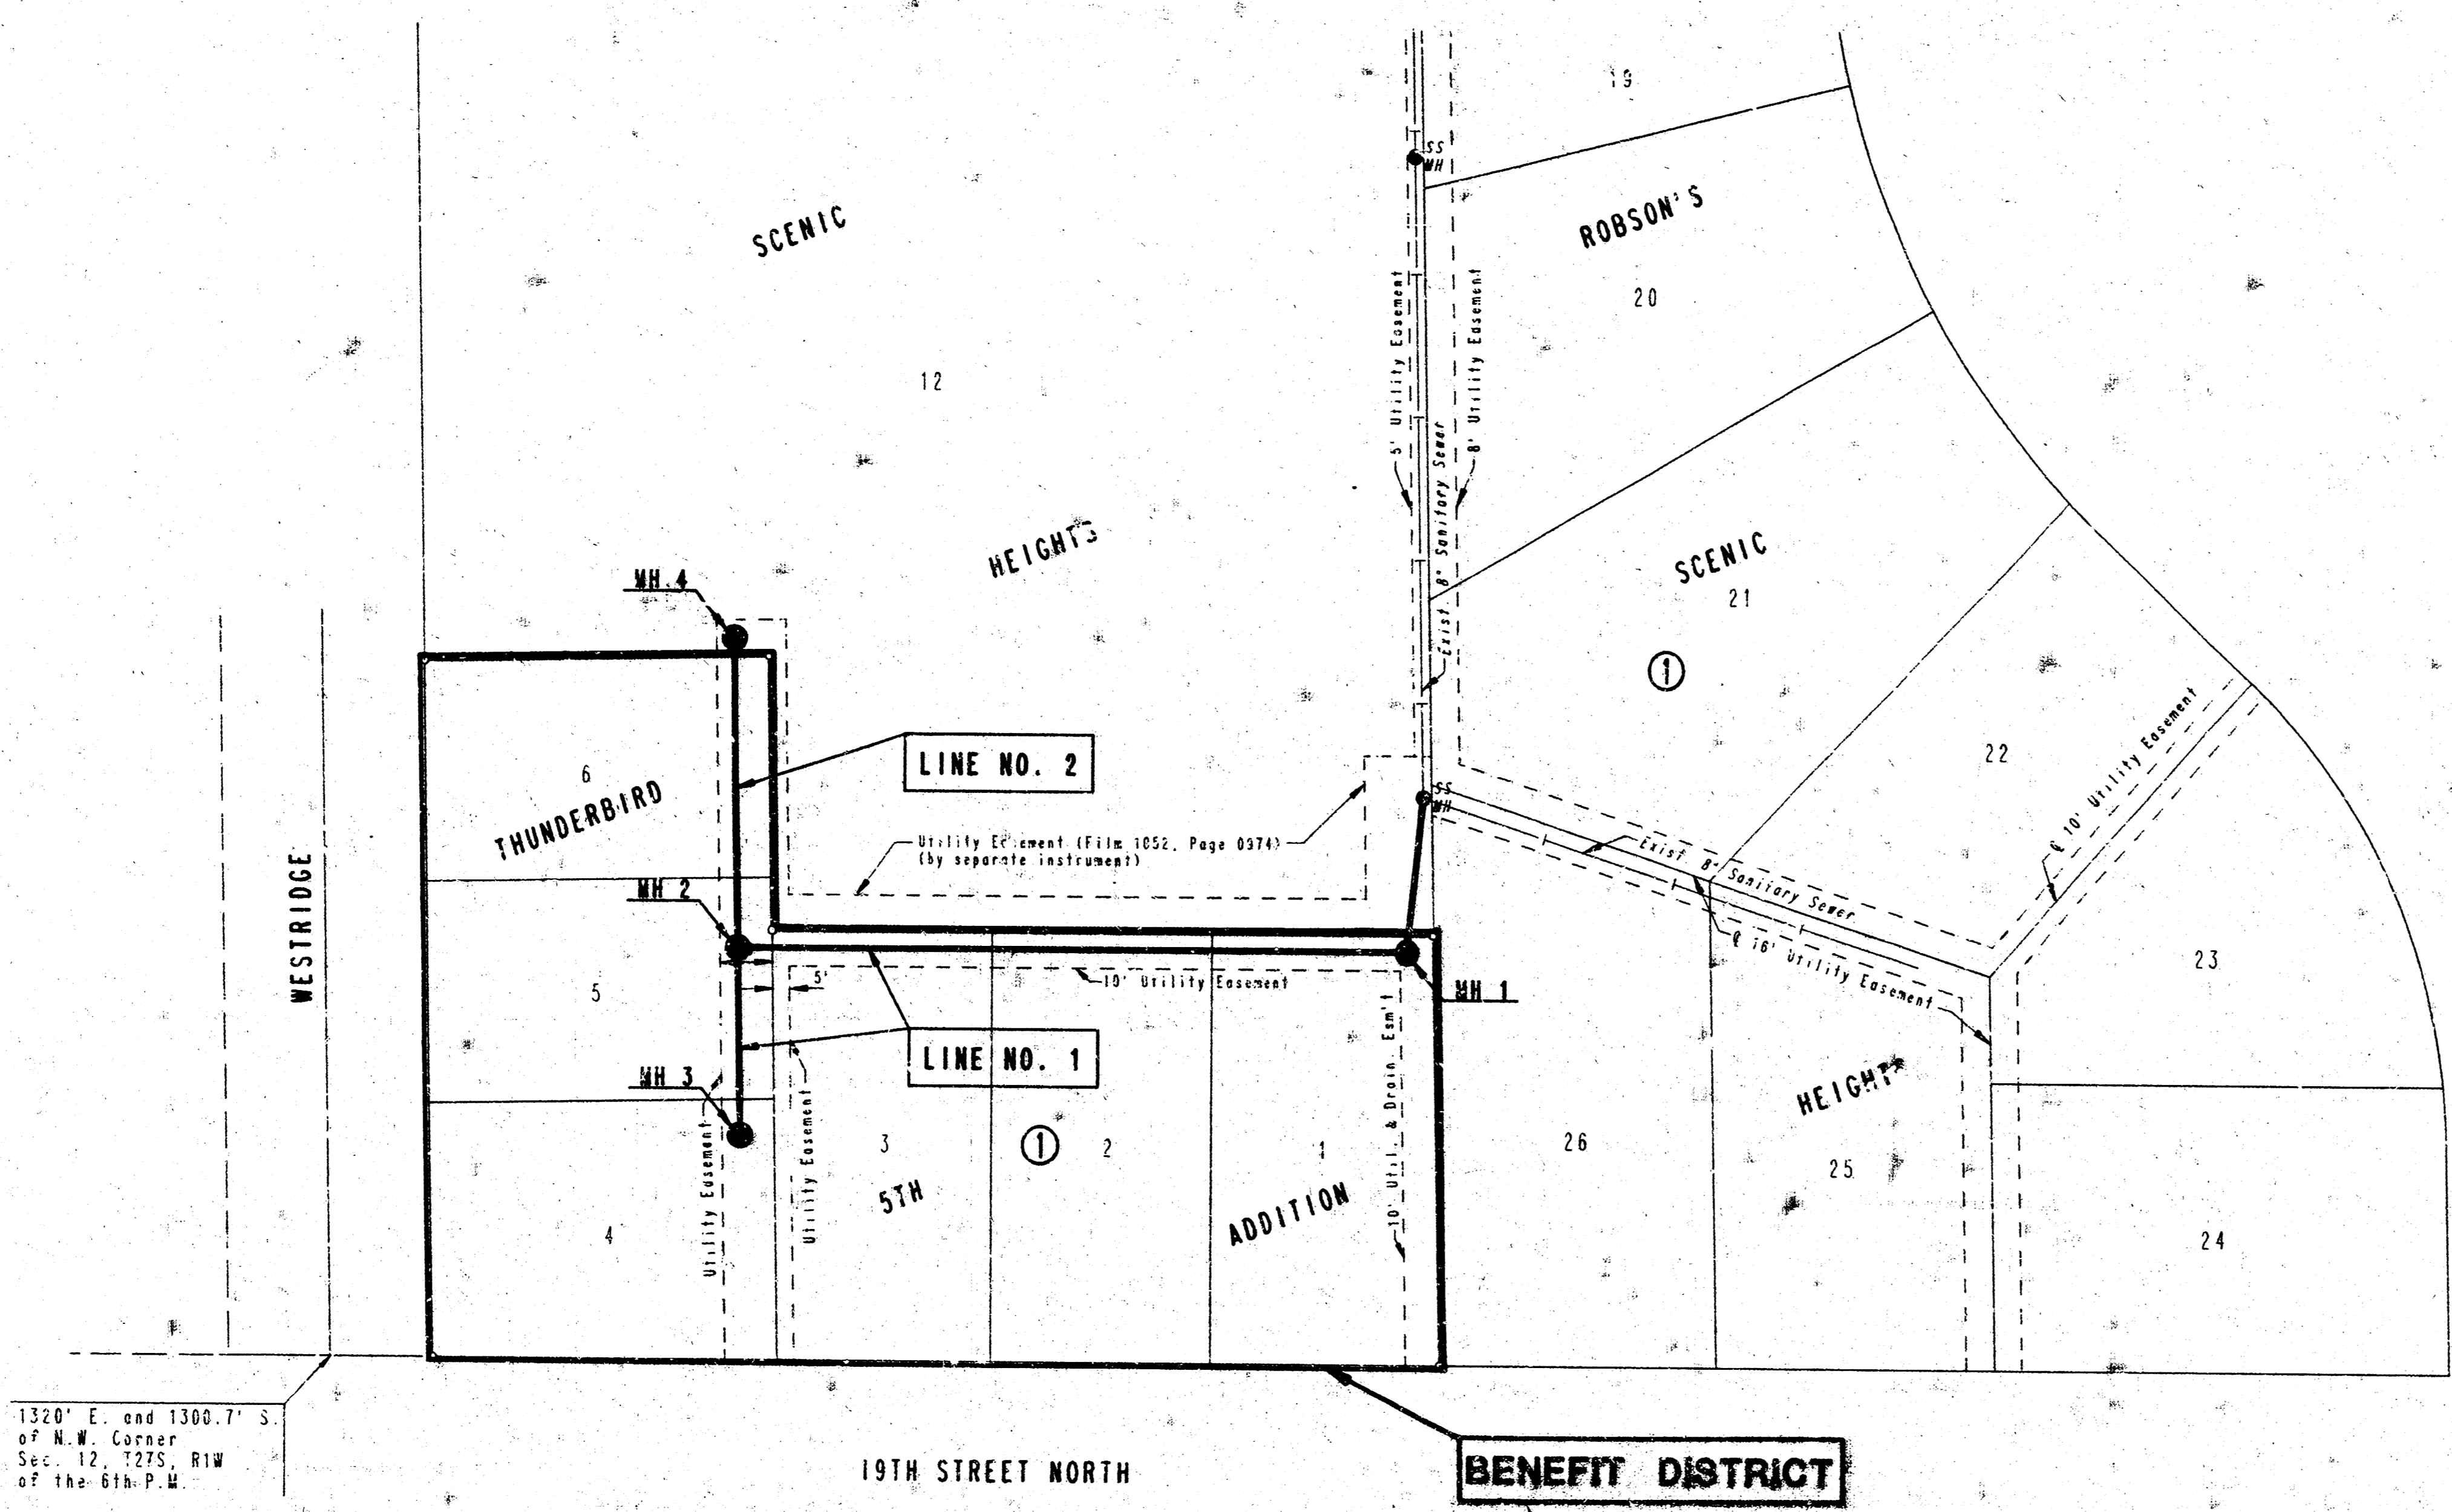 19
SS
MH
ROBSON'S
SCENIC
20
5' Utility Easement
8' Utility Easement
12
Exist. 8" Sanitary Sewer
HEIGHTS
SCENIC
21
MH 4
1
LINE NO. 2
6
THUNDERBIRD
22
℄ 10' Utility Easement
SS
MH
Utility Easement (Film 1052, Page 0974)
(by separate instrument)
Exist. 8" Sanitary Sewer
WESTRIDGE
MH 2
℄ 16' Utility Easement
23
5
5'
10' Utility Easement
MH 1
LINE NO. 1
MH 3
10' Util. & Drain Esm't
HEIGHTS
Utility Easement
Utility Easement
3
1
2
1
26
25
5TH
ADDITION
4
24
1320' E. and 1300.7' S.
of N.W. Corner
Sec. 12, T27S, R1W
of the 6th P.M.
19TH STREET NORTH
BENEFIT DISTRICT